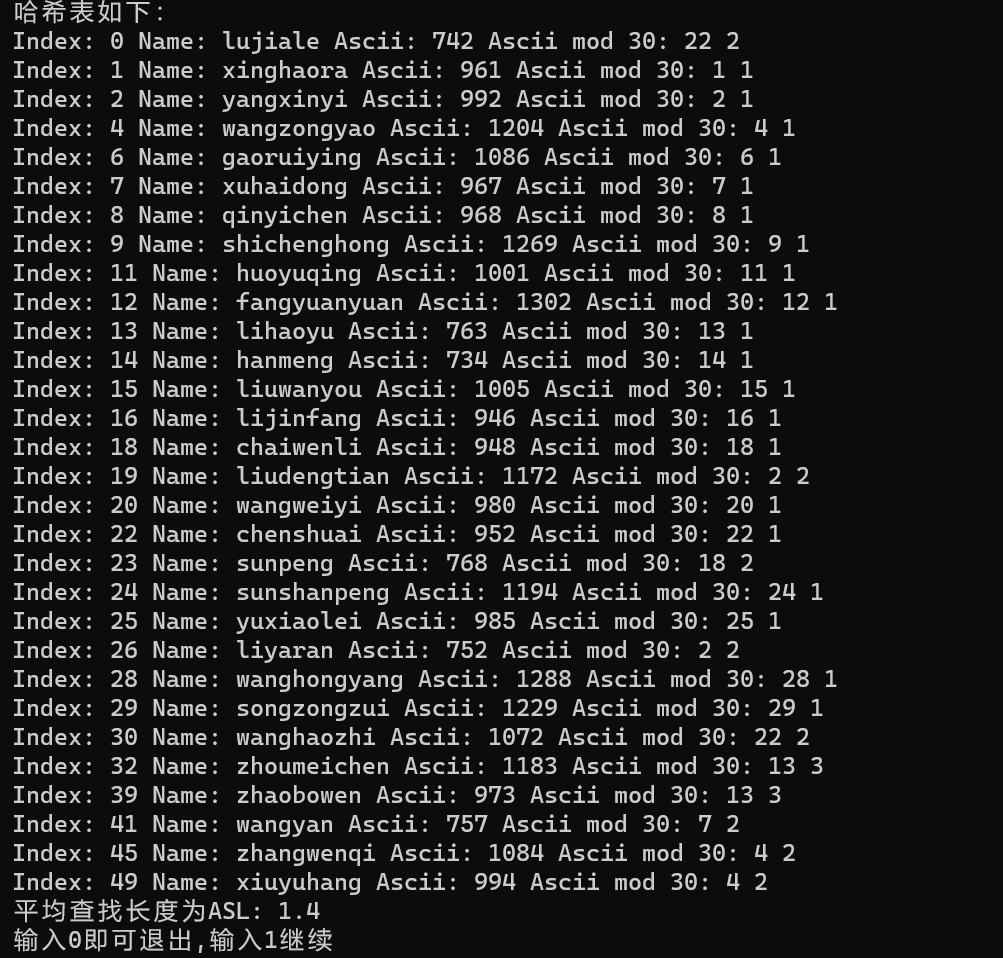 哈希表如下：
Index: 0 Name: lujiale Ascii: 742 Ascii mod 30: 22 2
Index: 1 Name: xinghaora Ascii: 961 Ascii mod 30: 1 1
Index: 2 Name: yangxinyi Ascii: 992 Ascii mod 30: 2 1
Index: 4 Name: wangzongyao Ascii: 1204 Ascii mod 30: 4 1
Index: 6 Name: gaoruiying Ascii: 1086 Ascii mod 30: 6 1
Index: 7 Name: xuhaidong Ascii: 967 Ascii mod 30: 7 1
Index: 8 Name: qinyichen Ascii: 968 Ascii mod 30: 8 1
Index: 9 Name: shichenghong Ascii: 1269 Ascii mod 30: 9 1
Index: 11 Name: huoyuqing Ascii: 1001 Ascii mod 30: 11 1
Index: 12 Name: fangyuanyuan Ascii: 1302 Ascii mod 30: 12 1
Index: 13 Name: lihaoyu Ascii: 763 Ascii mod 30: 13 1
Index: 14 Name: hanmeng Ascii: 734 Ascii mod 30: 14 1
Index: 15 Name: liuwanyou Ascii: 1005 Ascii mod 30: 15 1
Index: 16 Name: lijinfang Ascii: 946 Ascii mod 30: 16 1
Index: 18 Name: chaiwenli Ascii: 948 Ascii mod 30: 18 1
Index: 19 Name: liudengtian Ascii: 1172 Ascii mod 30: 2 2
Index: 20 Name: wangweiyi Ascii: 980 Ascii mod 30: 20 1
Index: 22 Name: chenshuai Ascii: 952 Ascii mod 30: 22 1
Index: 23 Name: sunpeng Ascii: 768 Ascii mod 30: 18 2
Index: 24 Name: sunshanpeng Ascii: 1194 Ascii mod 30: 24 1
Index: 25 Name: yuxiaolei Ascii: 985 Ascii mod 30: 25 1
Index: 26 Name: liyaran Ascii: 752 Ascii mod 30: 2 2
Index: 28 Name: wanghongyang Ascii: 1288 Ascii mod 30: 28 1
Index: 29 Name: songzongzui Ascii: 1229 Ascii mod 30: 29 1
Index: 30 Name: wanghaozhi Ascii: 1072 Ascii mod 30: 22 2
Index: 32 Name: zhoumeichen Ascii: 1183 Ascii mod 30: 13 3
Index: 39 Name: zhaobowen Ascii: 973 Ascii mod 30: 13 3
Index: 41 Name: wangyan Ascii: 757 Ascii mod 30: 7 2
Index: 45 Name: zhangwenqi Ascii: 1084 Ascii mod 30: 4 2
Index: 49 Name: xiuyuhang Ascii: 994 Ascii mod 30: 4 2
平均查找长度为ASL: 1.4
输入0即可退出,输入1继续